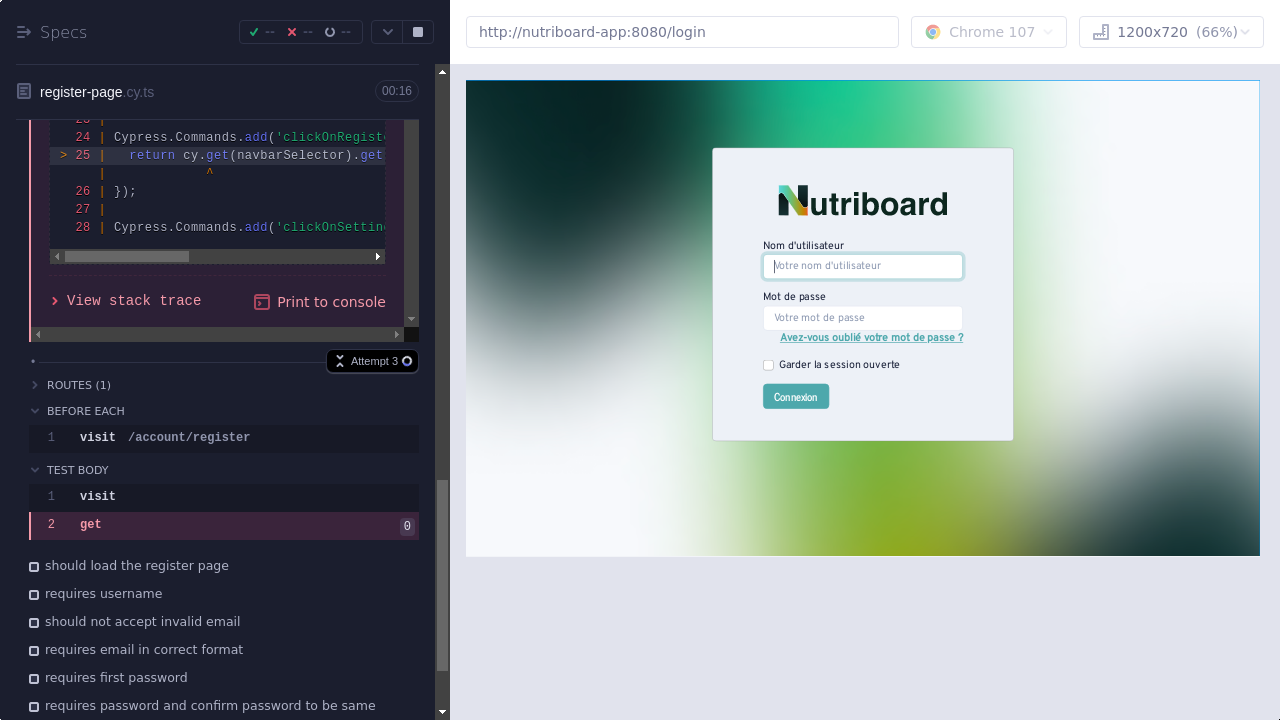 Specs
--
--
--
http://nutriboard-app:8080/login
Chrome 107
1200x720 (66%)
register-page.cy.ts
00:16
23 |
24 | Cypress.Commands.add('clickOnRegist
> 25 |   return cy.get(navbarSelector).get
|             ^
26 | });
27 |
28 | Cypress.Commands.add('clickOnSettin
View stack trace
Print to console
Attempt 3
ROUTES (1)
BEFORE EACH
1 visit /account/register
TEST BODY
1 visit
2 get 0
should load the register page
requires username
should not accept invalid email
requires email in correct format
requires first password
requires password and confirm password to be same
Nutriboard
Nom d'utilisateur
Votre nom d'utilisateur
Mot de passe
Votre mot de passe
Avez-vous oublié votre mot de passe ?
Garder la session ouverte
Connexion